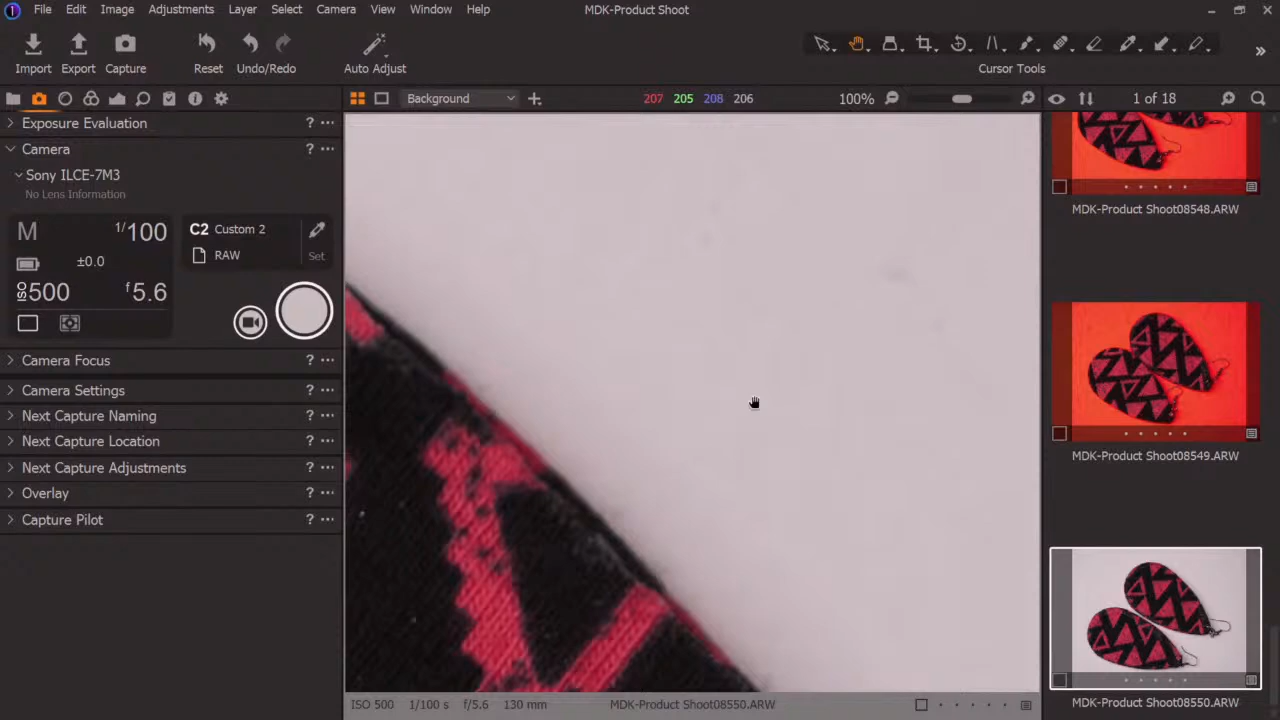 File Edit Image Adjustments Layer Select Camera View Window Help MDK-Product Shoot
Import Export Capture Reset Undo/Redo Auto Adjust Cursor Tools
Background 207 205 208 206 100% 1 of 18
Exposure Evaluation ? ...
Camera ? ...
Sony ILCE-7M3
No Lens Information
M 1/100 C2 Custom 2
±0.0 RAW Set
ISO 500 f5.6
Camera Focus ? ...
Camera Settings ? ...
Next Capture Naming ? ...
Next Capture Location ? ...
Next Capture Adjustments ? ...
Overlay ? ...
Capture Pilot ? ...
MDK-Product Shoot08548.ARW
MDK-Product Shoot08549.ARW
MDK-Product Shoot08550.ARW
ISO 500 1/100 s f/5.6 130 mm MDK-Product Shoot08550.ARW